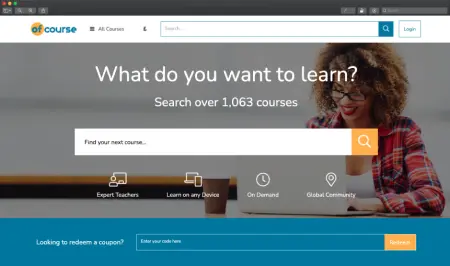 of course
All Courses
Search...
Login
What do you want to learn?
Search over 1,063 courses
Find your next course...
Expert Teachers
Learn on any Device
On Demand
Global Community
Looking to redeem a coupon?
Enter your code here
Redeem